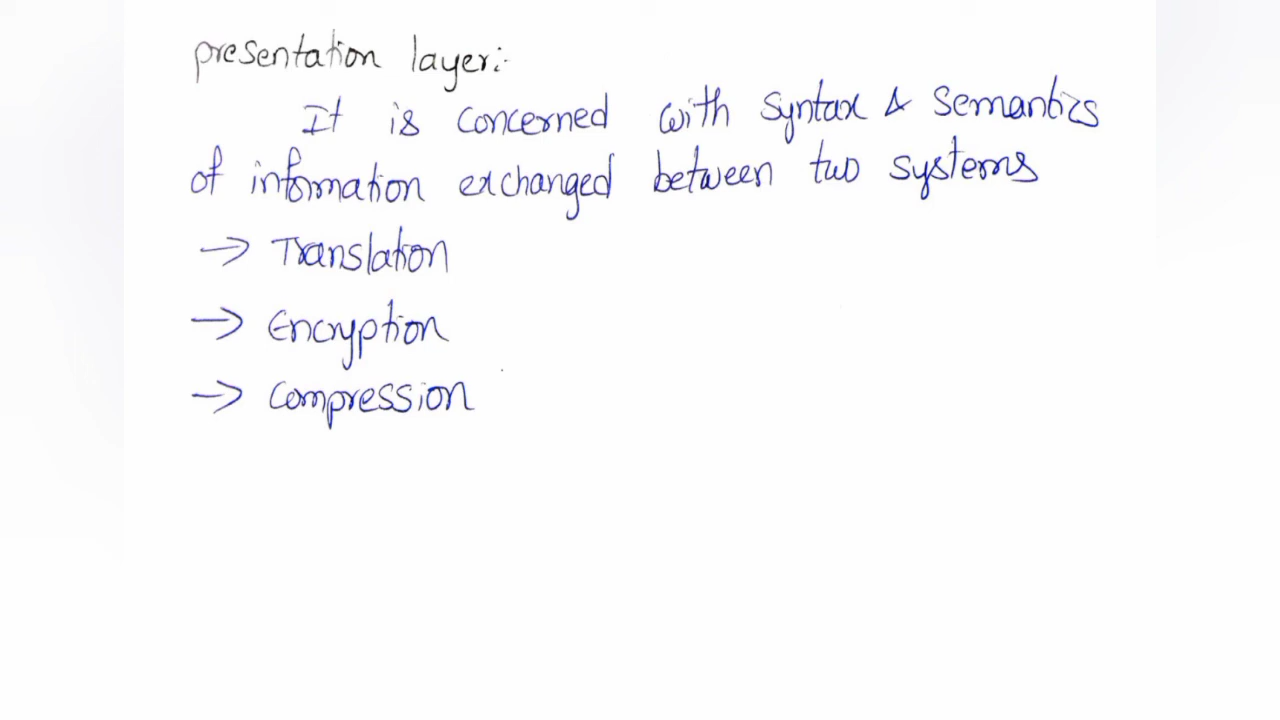 presentation layer:-
It is concerned with syntax & semantics
of information exchanged between two systems
→ Translation
→ Encryption
→ Compression